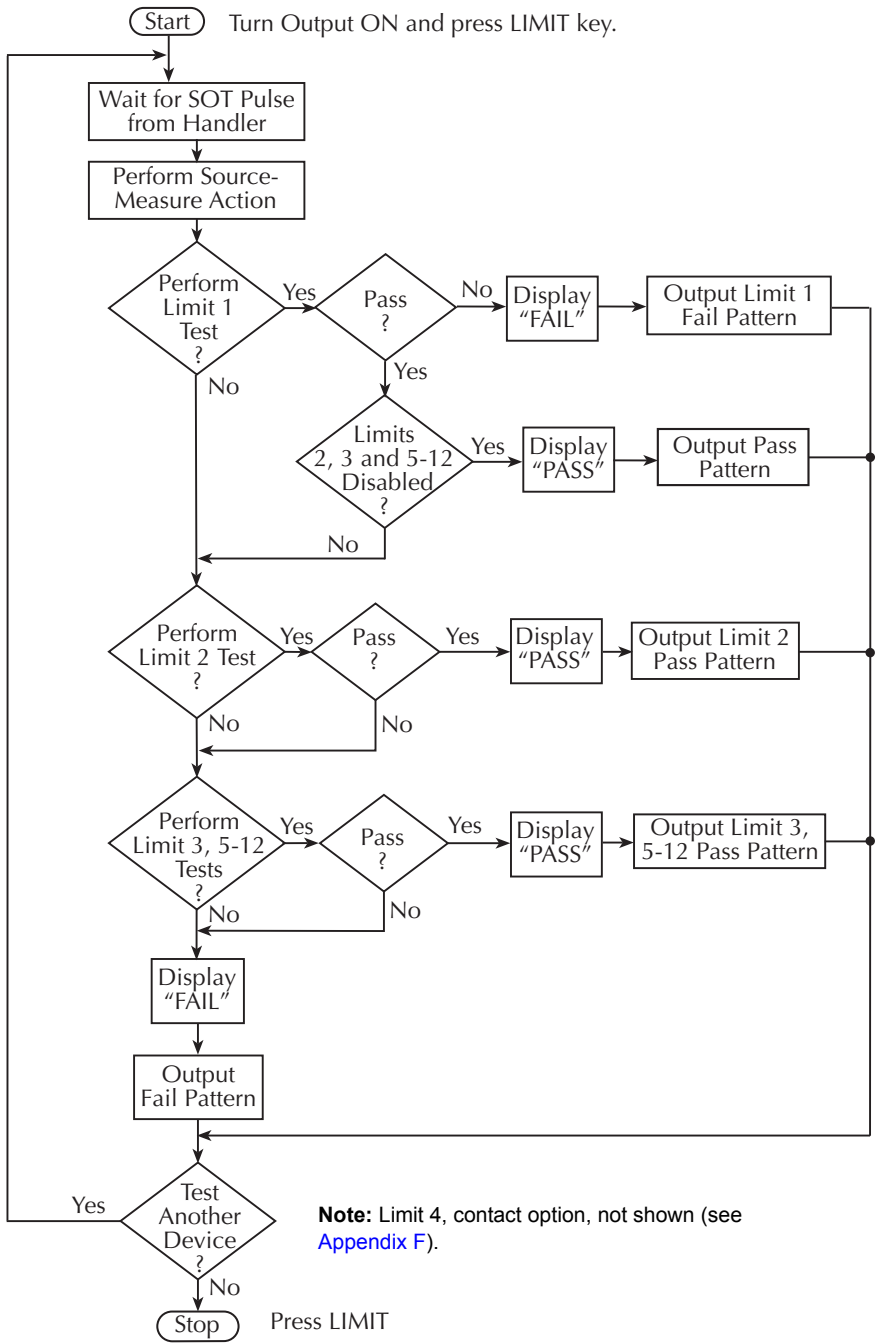 Start
Turn Output ON and press LIMIT key.
Wait for SOT Pulse
from Handler
Perform Source-
Measure Action
Perform
Limit 1
Test
?
Yes
Pass
?
No
Display
“FAIL”
Output Limit 1
Fail Pattern
No
Yes
Limits
2, 3 and 5-12
Disabled
?
Yes
Display
“PASS”
Output Pass
Pattern
No
Perform
Limit 2 Test
?
Yes
Pass
?
Yes
Display
“PASS”
Output Limit 2
Pass Pattern
No
No
Perform
Limit 3, 5-12
Tests
?
Yes
Pass
?
Yes
Display
“PASS”
Output Limit 3,
5-12 Pass Pattern
No
No
Display
“FAIL”
Output
Fail Pattern
Yes
Test
Another
Device
?
Note: Limit 4, contact option, not shown (see
Appendix F).
No
Stop
Press LIMIT